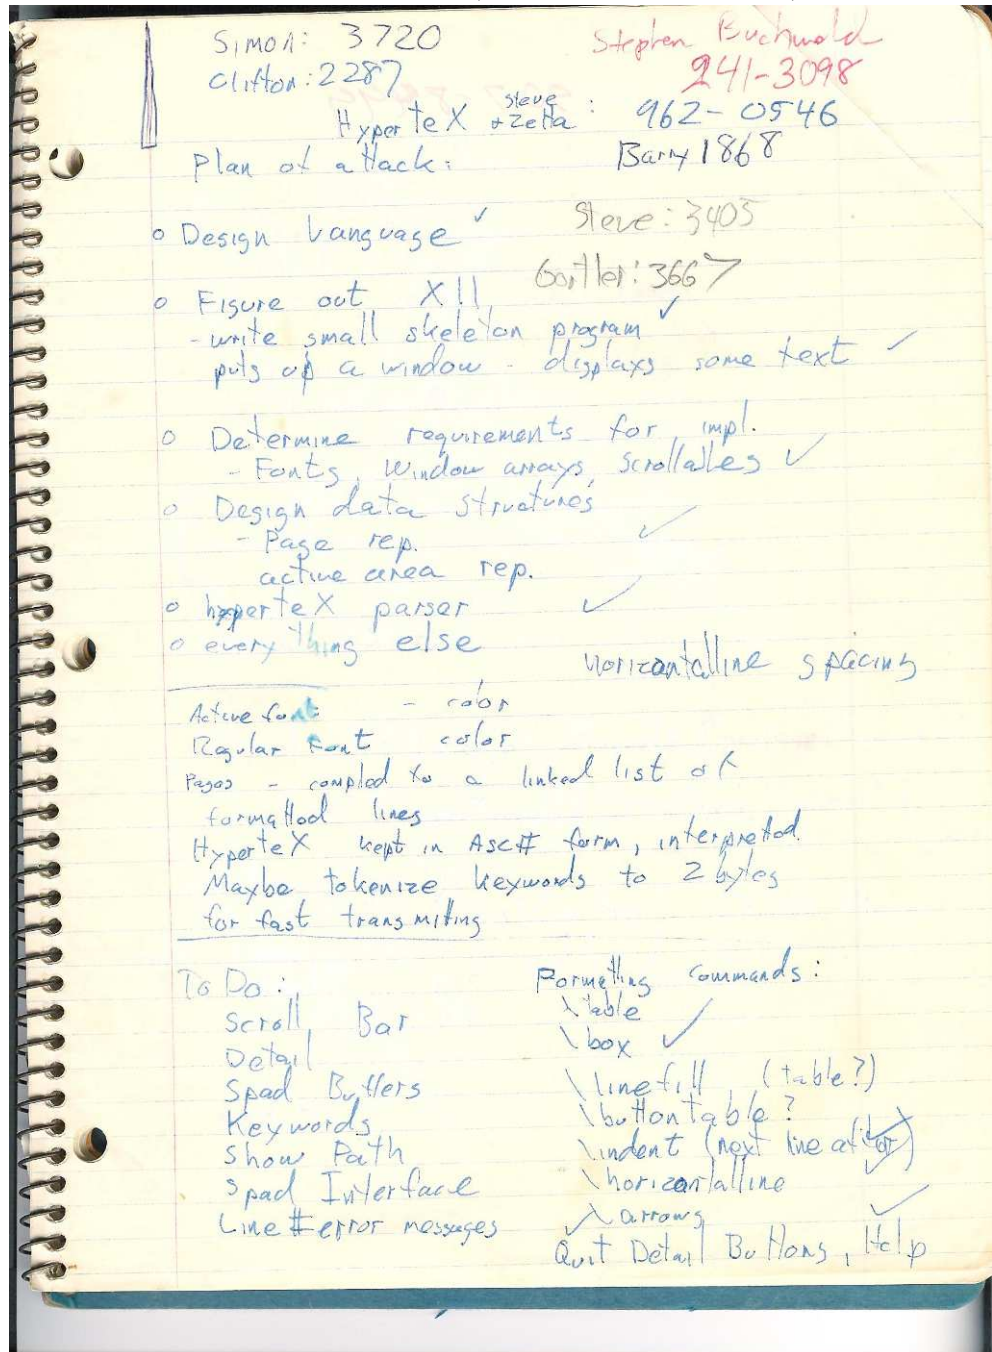 Simon: 3720
Stephen Buchwald
Clifton: 2287
241-3098
HyperteX steve + Zella : 962-0546
Plan of attack:
Barry 1868
o Design Language ✓
Steve: 3405
Gortler: 3667
o Figure out X11
- write small skeleton program ✓
puts up a window - displays some text ✓
o Determine requirements for impl.
- Fonts, Window arrays, scrollables ✓
o Design data structures
- Page rep. ✓
active area rep.
o hyperteX parser ✓
o everything else
horizontalline spacing
Active font - color
Regular Font color
Pages - compled to a linked list of
formatted lines
HyperteX kept in ASCII form, interpretted.
Maybe tokenize keywords to 2 bytes
for fast transmitting
To Do:
Scroll Bar
Detail
Spad Buffers
Keywords
Show Path
Spad Interface
Line # error messages
Formatting Commands:
\table
\box ✓
\linefill (table?)
\buttontable?
\indent (next line at
\horizontalline ✓
✓ \arrows
Quit Detail Buttons, Help ✓